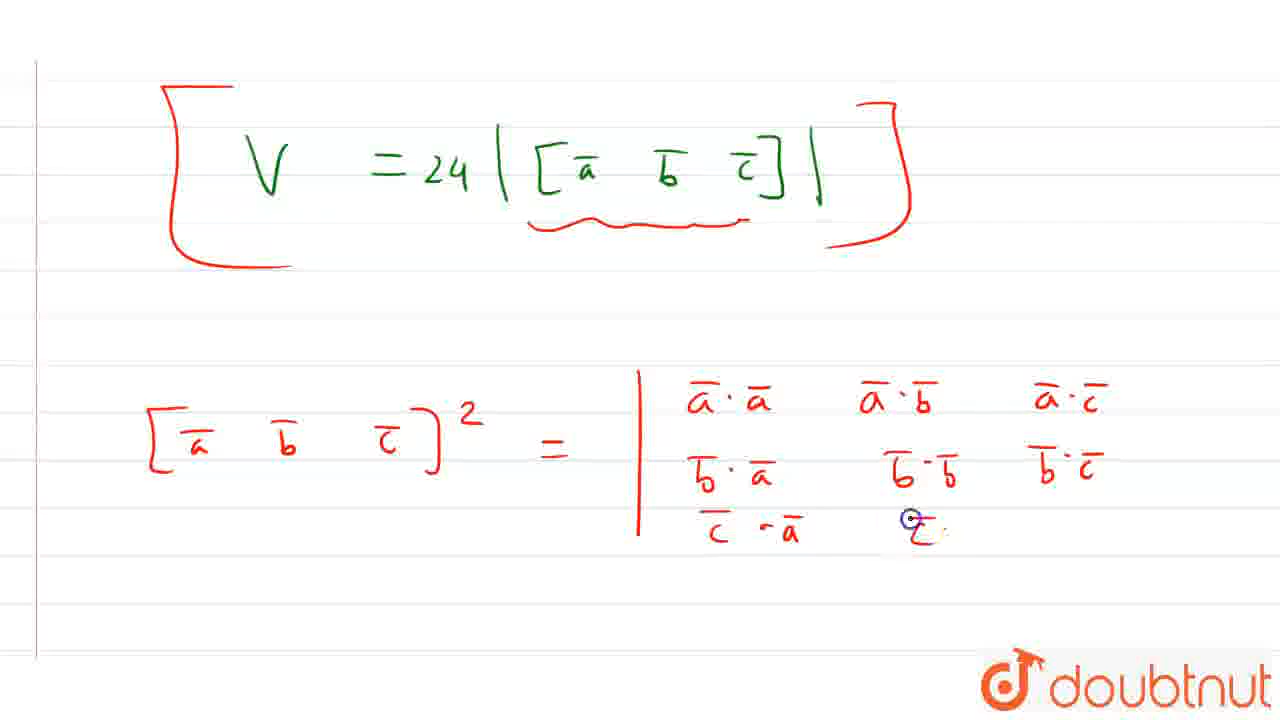 V = 24 | [ a̅ b̅ c̅ ] |
[ a̅ b̅ c̅ ]² = | a̅ · a̅ a̅ · b̅ a̅ · c̅
b̅ · a̅ b̅ · b̅ b̅ · c̅
c̅ · a̅ c̅ ·
doubtnut